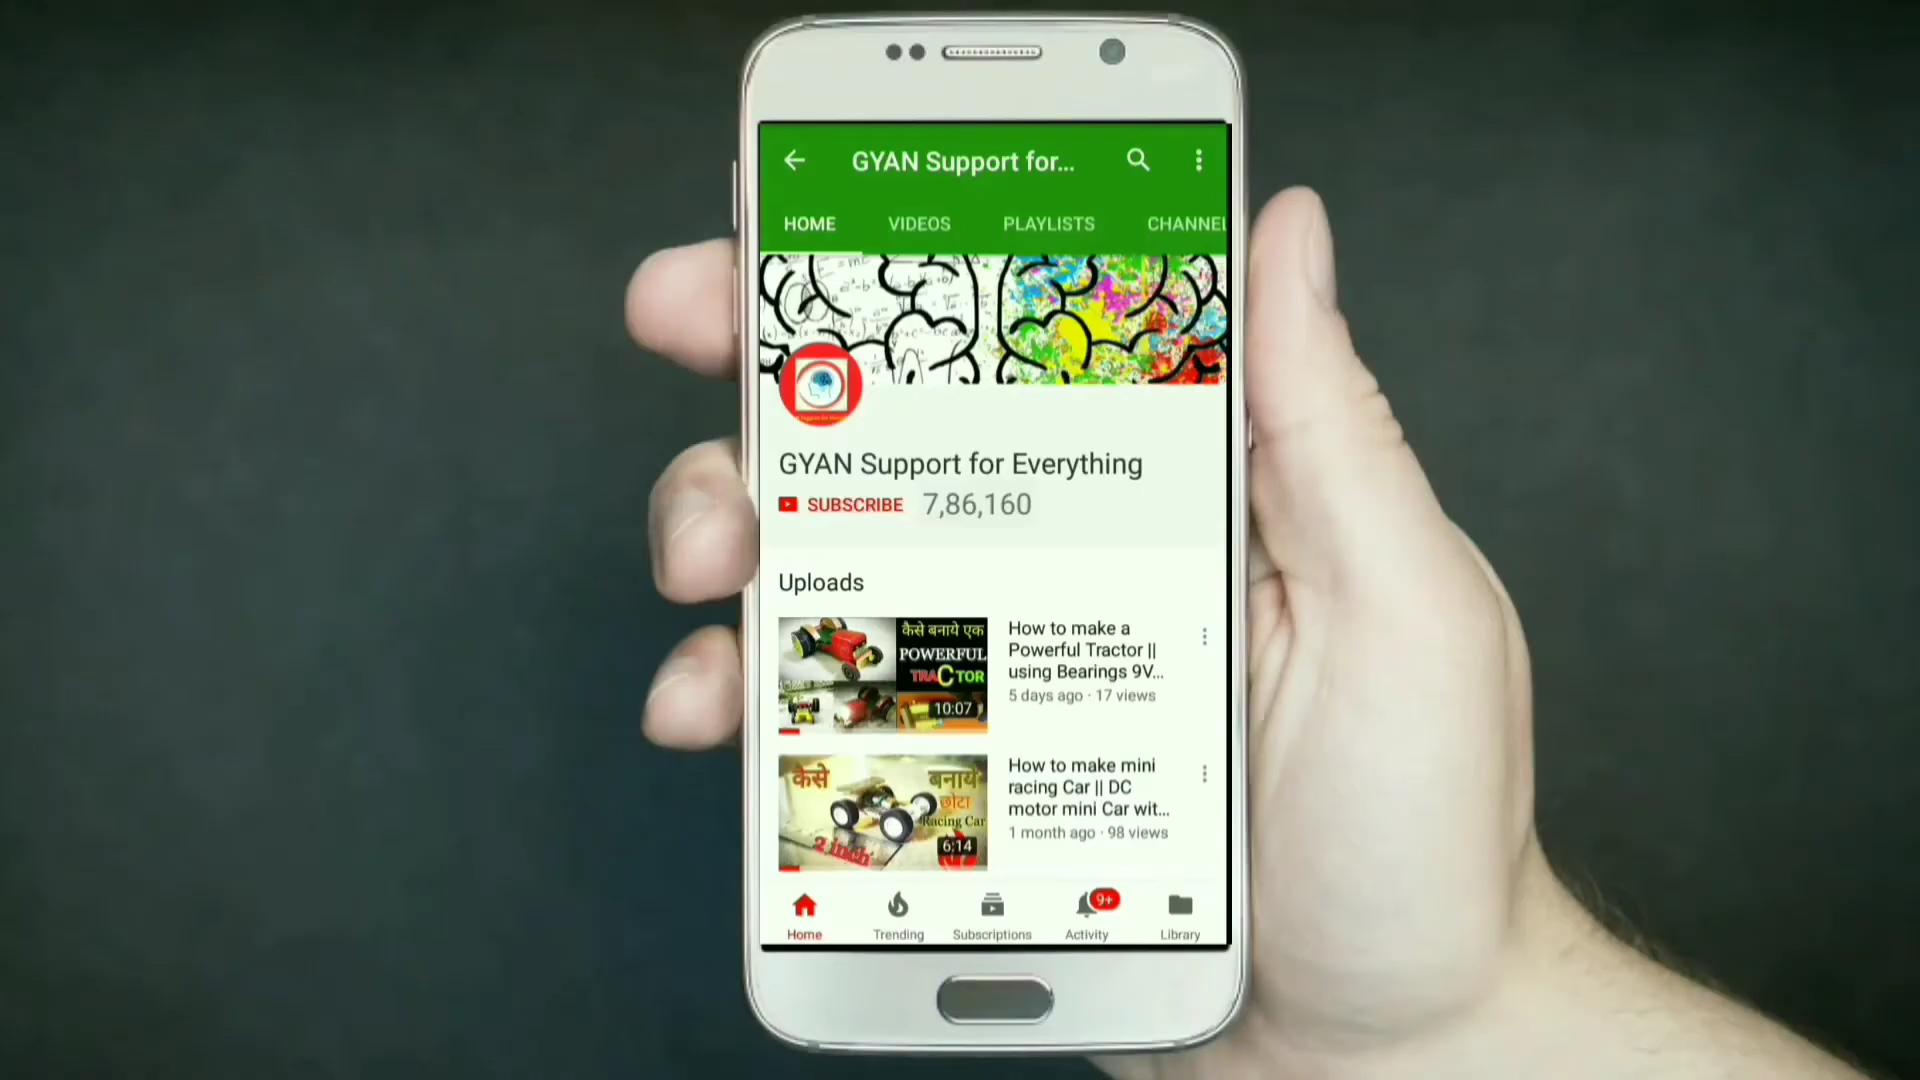 GYAN Support for...
HOME VIDEOS PLAYLISTS CHANNEL
GYAN Support for Everything
SUBSCRIBE 7,86,160
Uploads
कैसे बनाये एक
POWERFUL
TRACTOR
10:07
How to make a
Powerful Tractor ||
using Bearings 9V...
5 days ago · 17 views
कैसे बनाये
छोटा
Racing Car
2 inch
6:14
How to make mini
racing Car || DC
motor mini Car wit...
1 month ago · 98 views
9+
Home Trending Subscriptions Activity Library